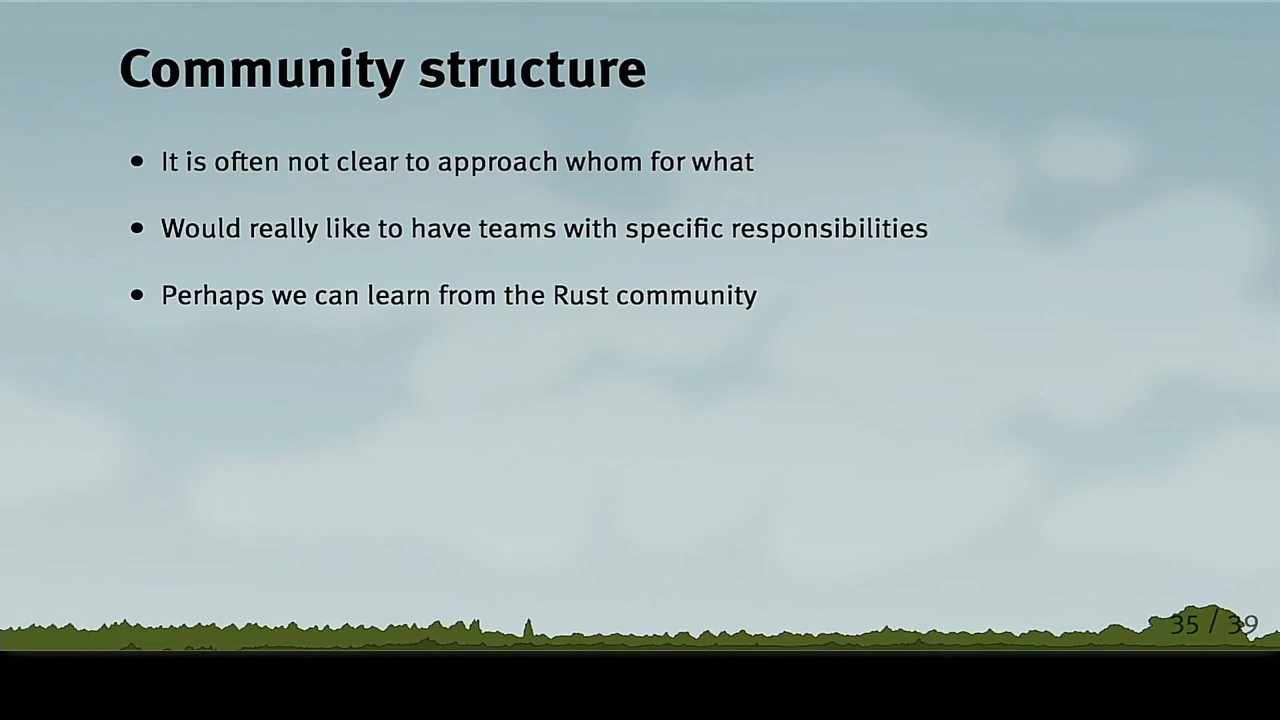 Community structure
It is often not clear to approach whom for what
Would really like to have teams with specific responsibilities
Perhaps we can learn from the Rust community
35 / 39